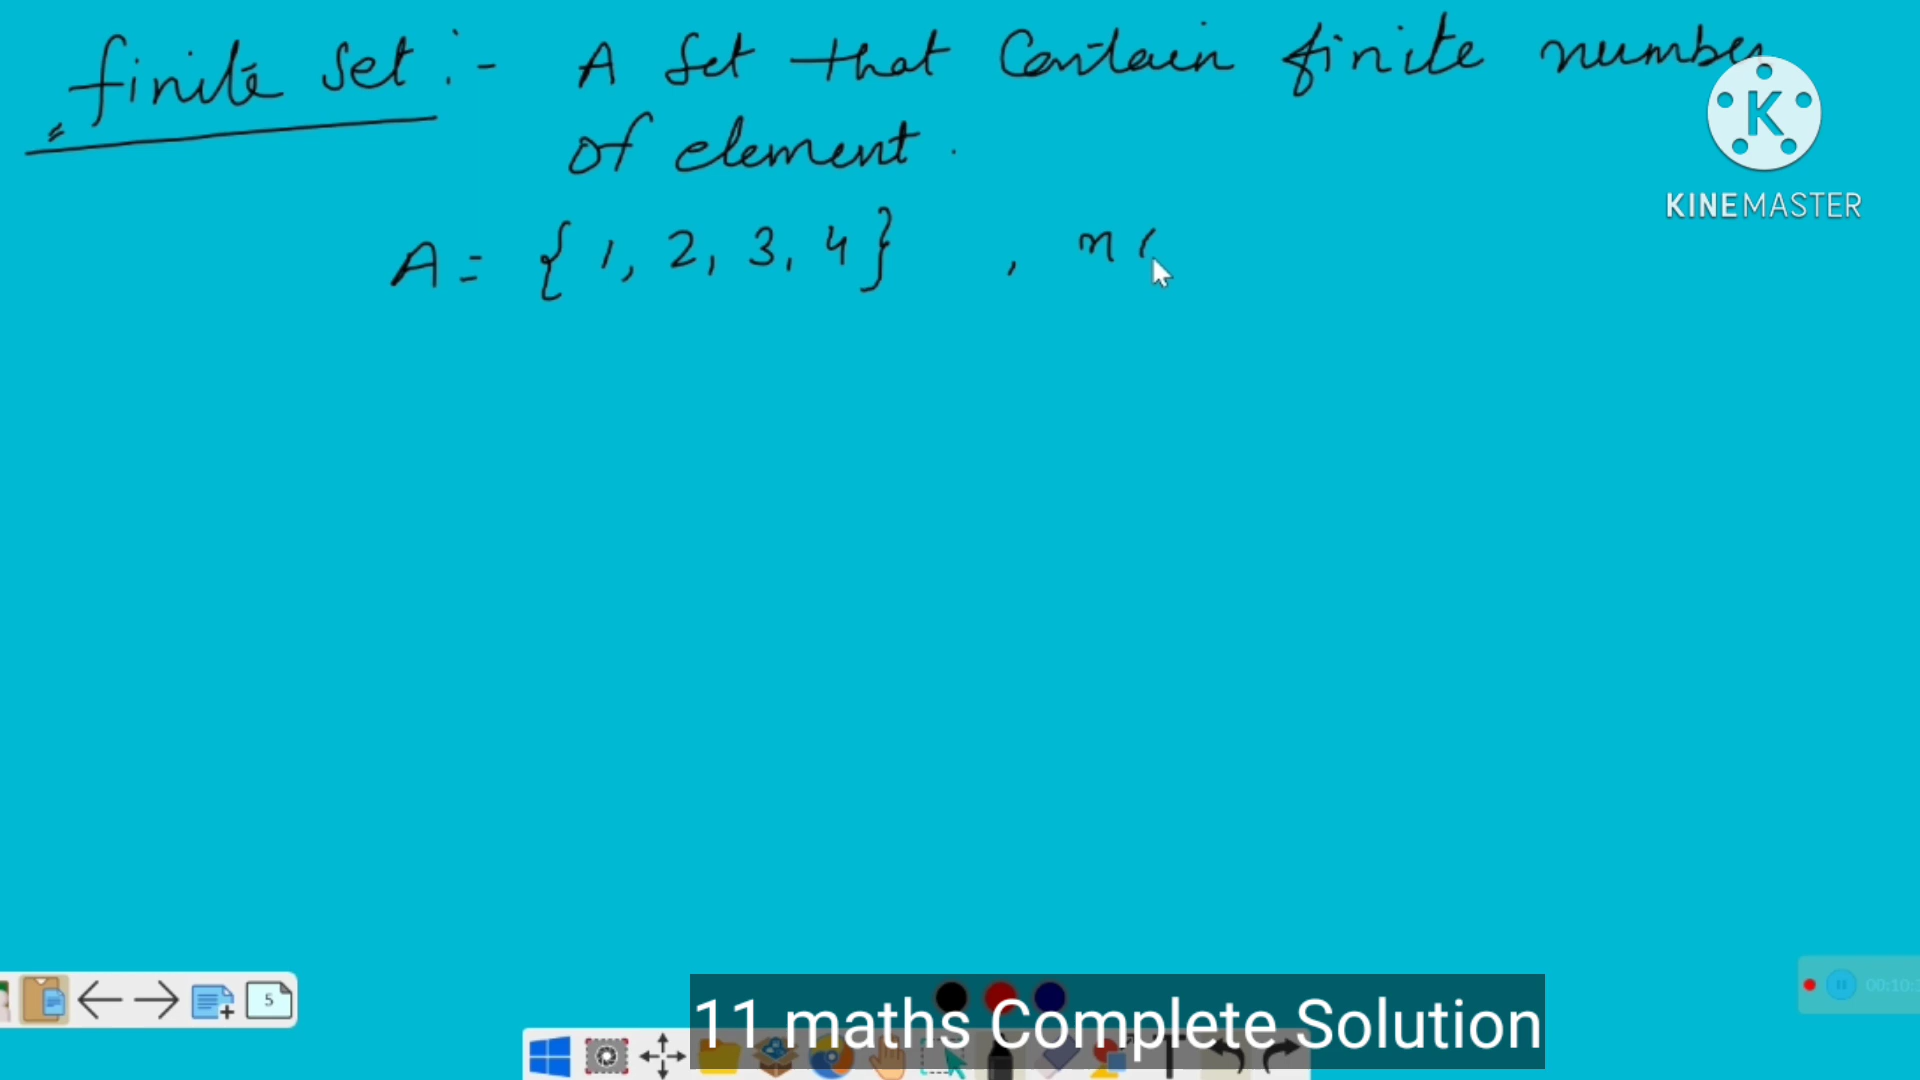 finite set :- A set that contain finite number
of element.
A = { 1, 2, 3, 4 } , n (
KINEMASTER
5
11 maths Complete Solution